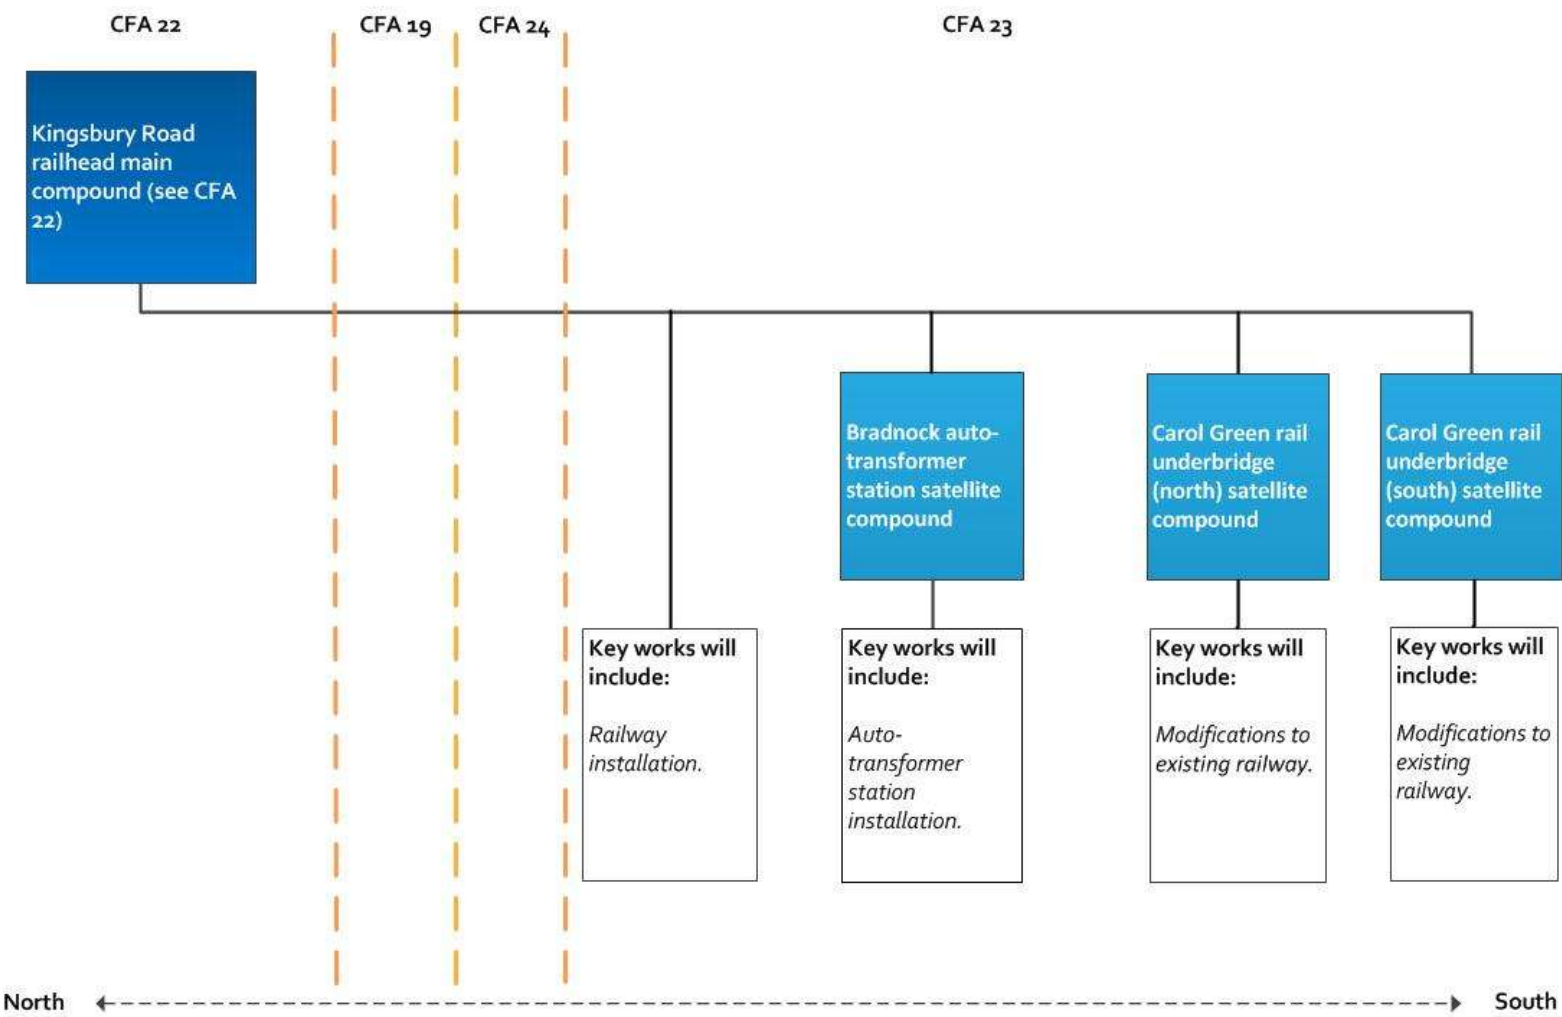 CFA 22
CFA 19
CFA 24
CFA 23
Kingsbury Road
railhead main
compound (see CFA
22)
Bradnock auto-
transformer
station satellite
compound
Carol Green rail
underbridge
(north) satellite
compound
Carol Green rail
underbridge
(south) satellite
compound
Key works will
include:
Railway
installation.
Key works will
include:
Auto-
transformer
station
installation.
Key works will
include:
Modifications to
existing railway.
Key works will
include:
Modifications to
existing
railway.
North
South